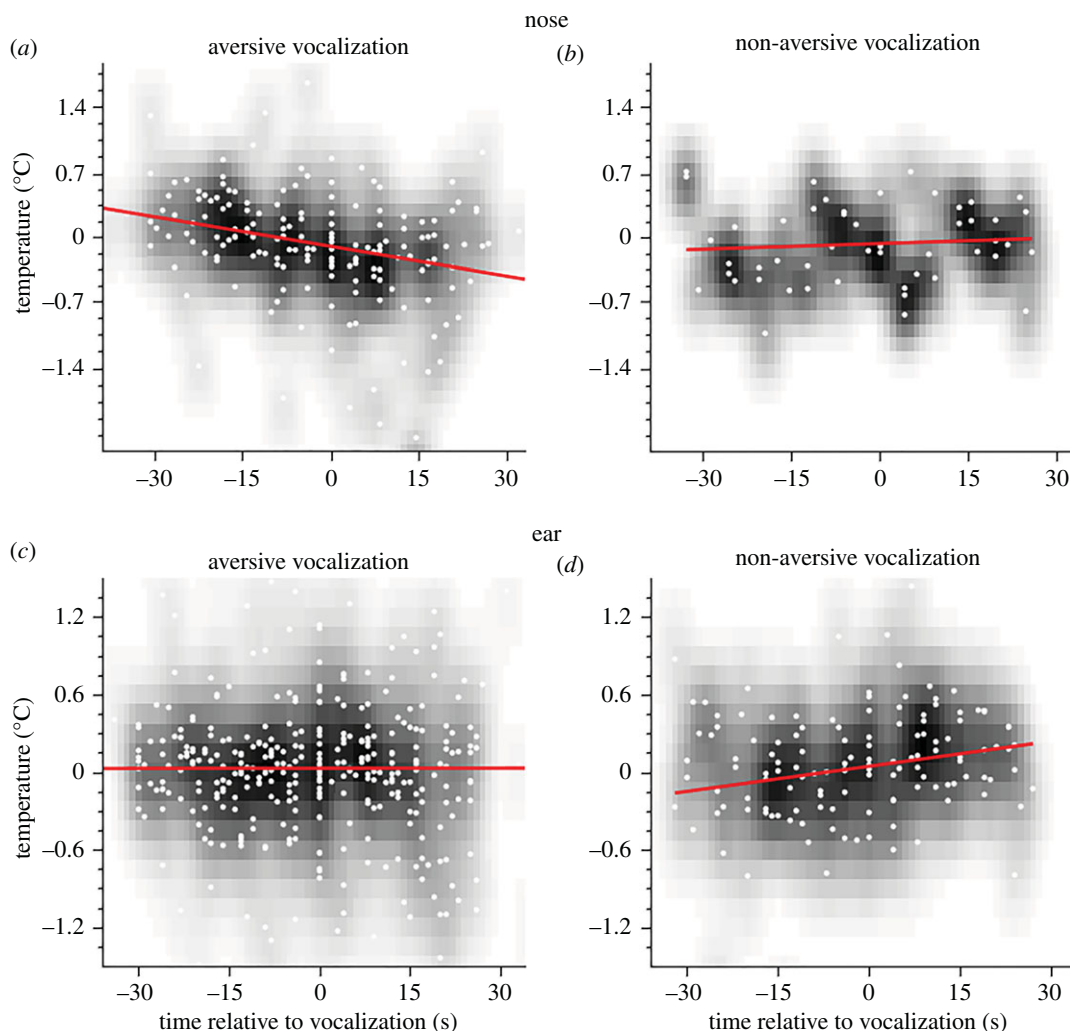 nose
(a) aversive vocalization
(b) non-aversive vocalization
temperature (°C)
1.4
0.7
0
−0.7
−1.4
−30 −15 0 15 30
1.4
0.7
0
−0.7
−1.4
−30 −15 0 15 30
ear
(c) aversive vocalization
(d) non-aversive vocalization
temperature (°C)
1.2
0.6
0
−0.6
−1.2
−30 −15 0 15 30
time relative to vocalization (s)
temperature (°C)
1.2
0.6
0
−0.6
−1.2
−30 −15 0 15 30
time relative to vocalization (s)